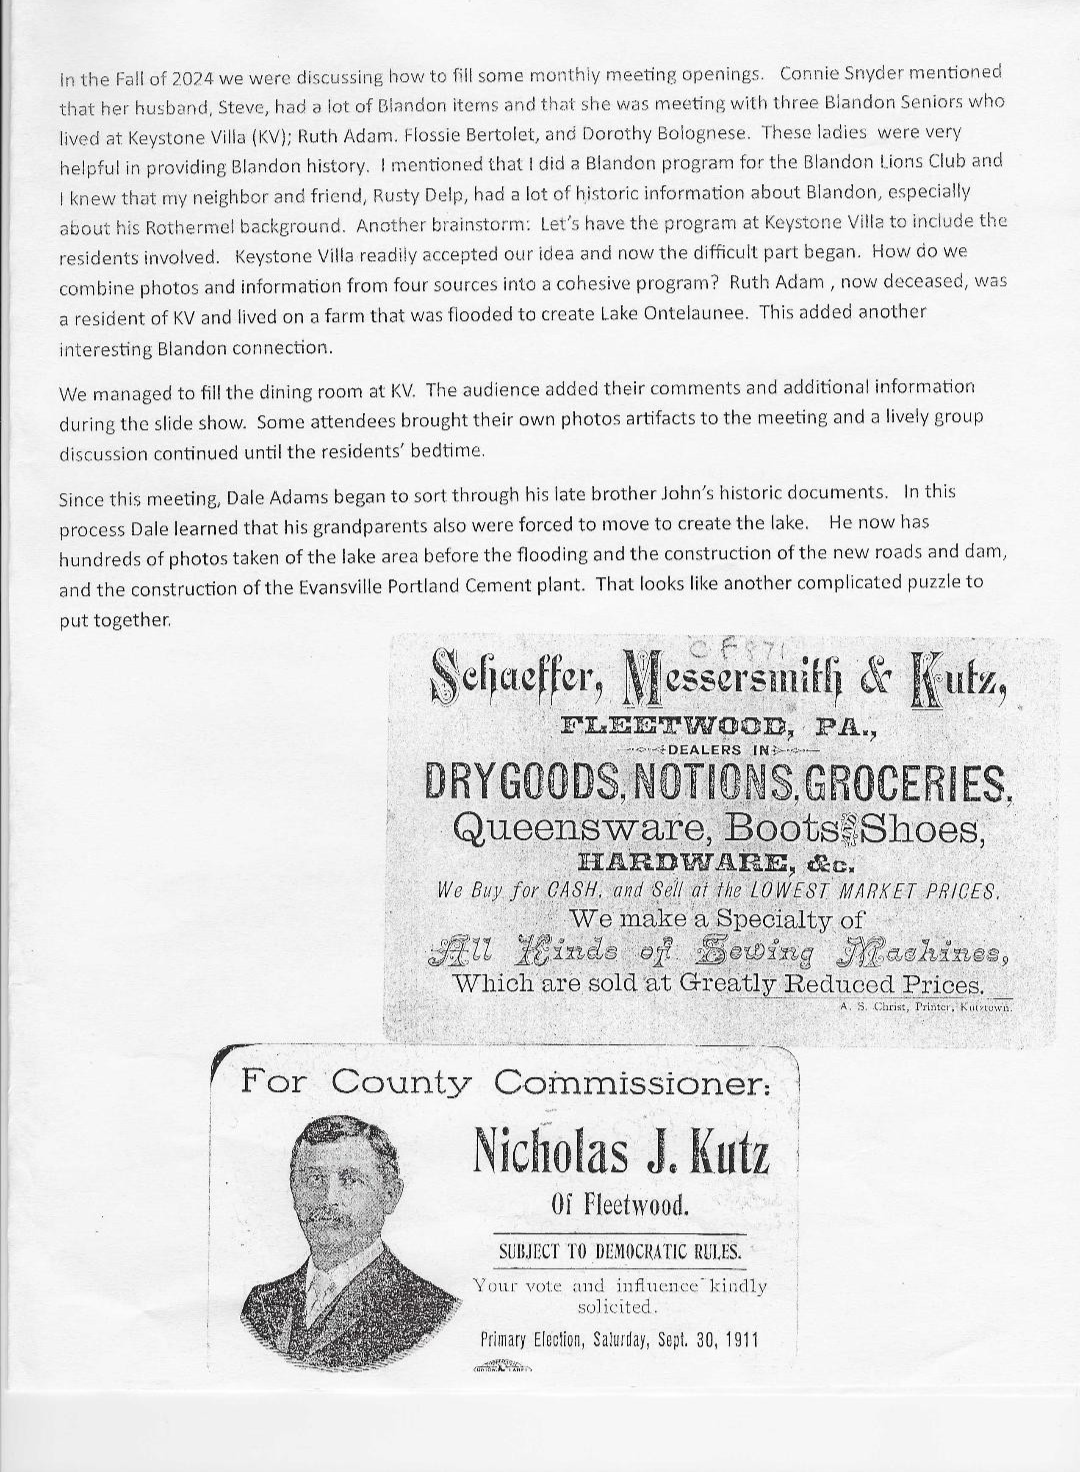 In the Fall of 2024 we were discussing how to fill some monthly meeting openings. Connie Snyder mentioned
that her husband, Steve, had a lot of Blandon items and that she was meeting with three Blandon Seniors who
lived at Keystone Villa (KV); Ruth Adam. Flossie Bertolet, and Dorothy Bolognese. These ladies were very
helpful in providing Blandon history. I mentioned that I did a Blandon program for the Blandon Lions Club and
I knew that my neighbor and friend, Rusty Delp, had a lot of historic information about Blandon, especially
about his Rothermel background. Another brainstorm: Let's have the program at Keystone Villa to include the
residents involved. Keystone Villa readily accepted our idea and now the difficult part began. How do we
combine photos and information from four sources into a cohesive program? Ruth Adam , now deceased, was
a resident of KV and lived on a farm that was flooded to create Lake Ontelaunee. This added another
interesting Blandon connection.
We managed to fill the dining room at KV. The audience added their comments and additional information
during the slide show. Some attendees brought their own photos artifacts to the meeting and a lively group
discussion continued until the residents' bedtime.
Since this meeting, Dale Adams began to sort through his late brother John's historic documents. In this
process Dale learned that his grandparents also were forced to move to create the lake. He now has
hundreds of photos taken of the lake area before the flooding and the construction of the new roads and dam,
and the construction of the Evansville Portland Cement plant. That looks like another complicated puzzle to
put together.
CF871
Schaeffer, Messersmith & Kutz,
FLEETWOOD, PA.,
DEALERS IN
DRYGOODS, NOTIONS, GROCERIES,
Queensware, Boots and Shoes,
HARDWARE, &c.
We Buy for CASH, and Sell at the LOWEST MARKET PRICES.
We make a Specialty of
All Kinds of Sewing Machines,
Which are sold at Greatly Reduced Prices.
A. S. Christ, Printer, Kutztown.
For County Commissioner:
Nicholas J. Kutz
Of Fleetwood.
SUBJECT TO DEMOCRATIC RULES.
Your vote and influence kindly
solicited.
Primary Election, Saturday, Sept. 30, 1911